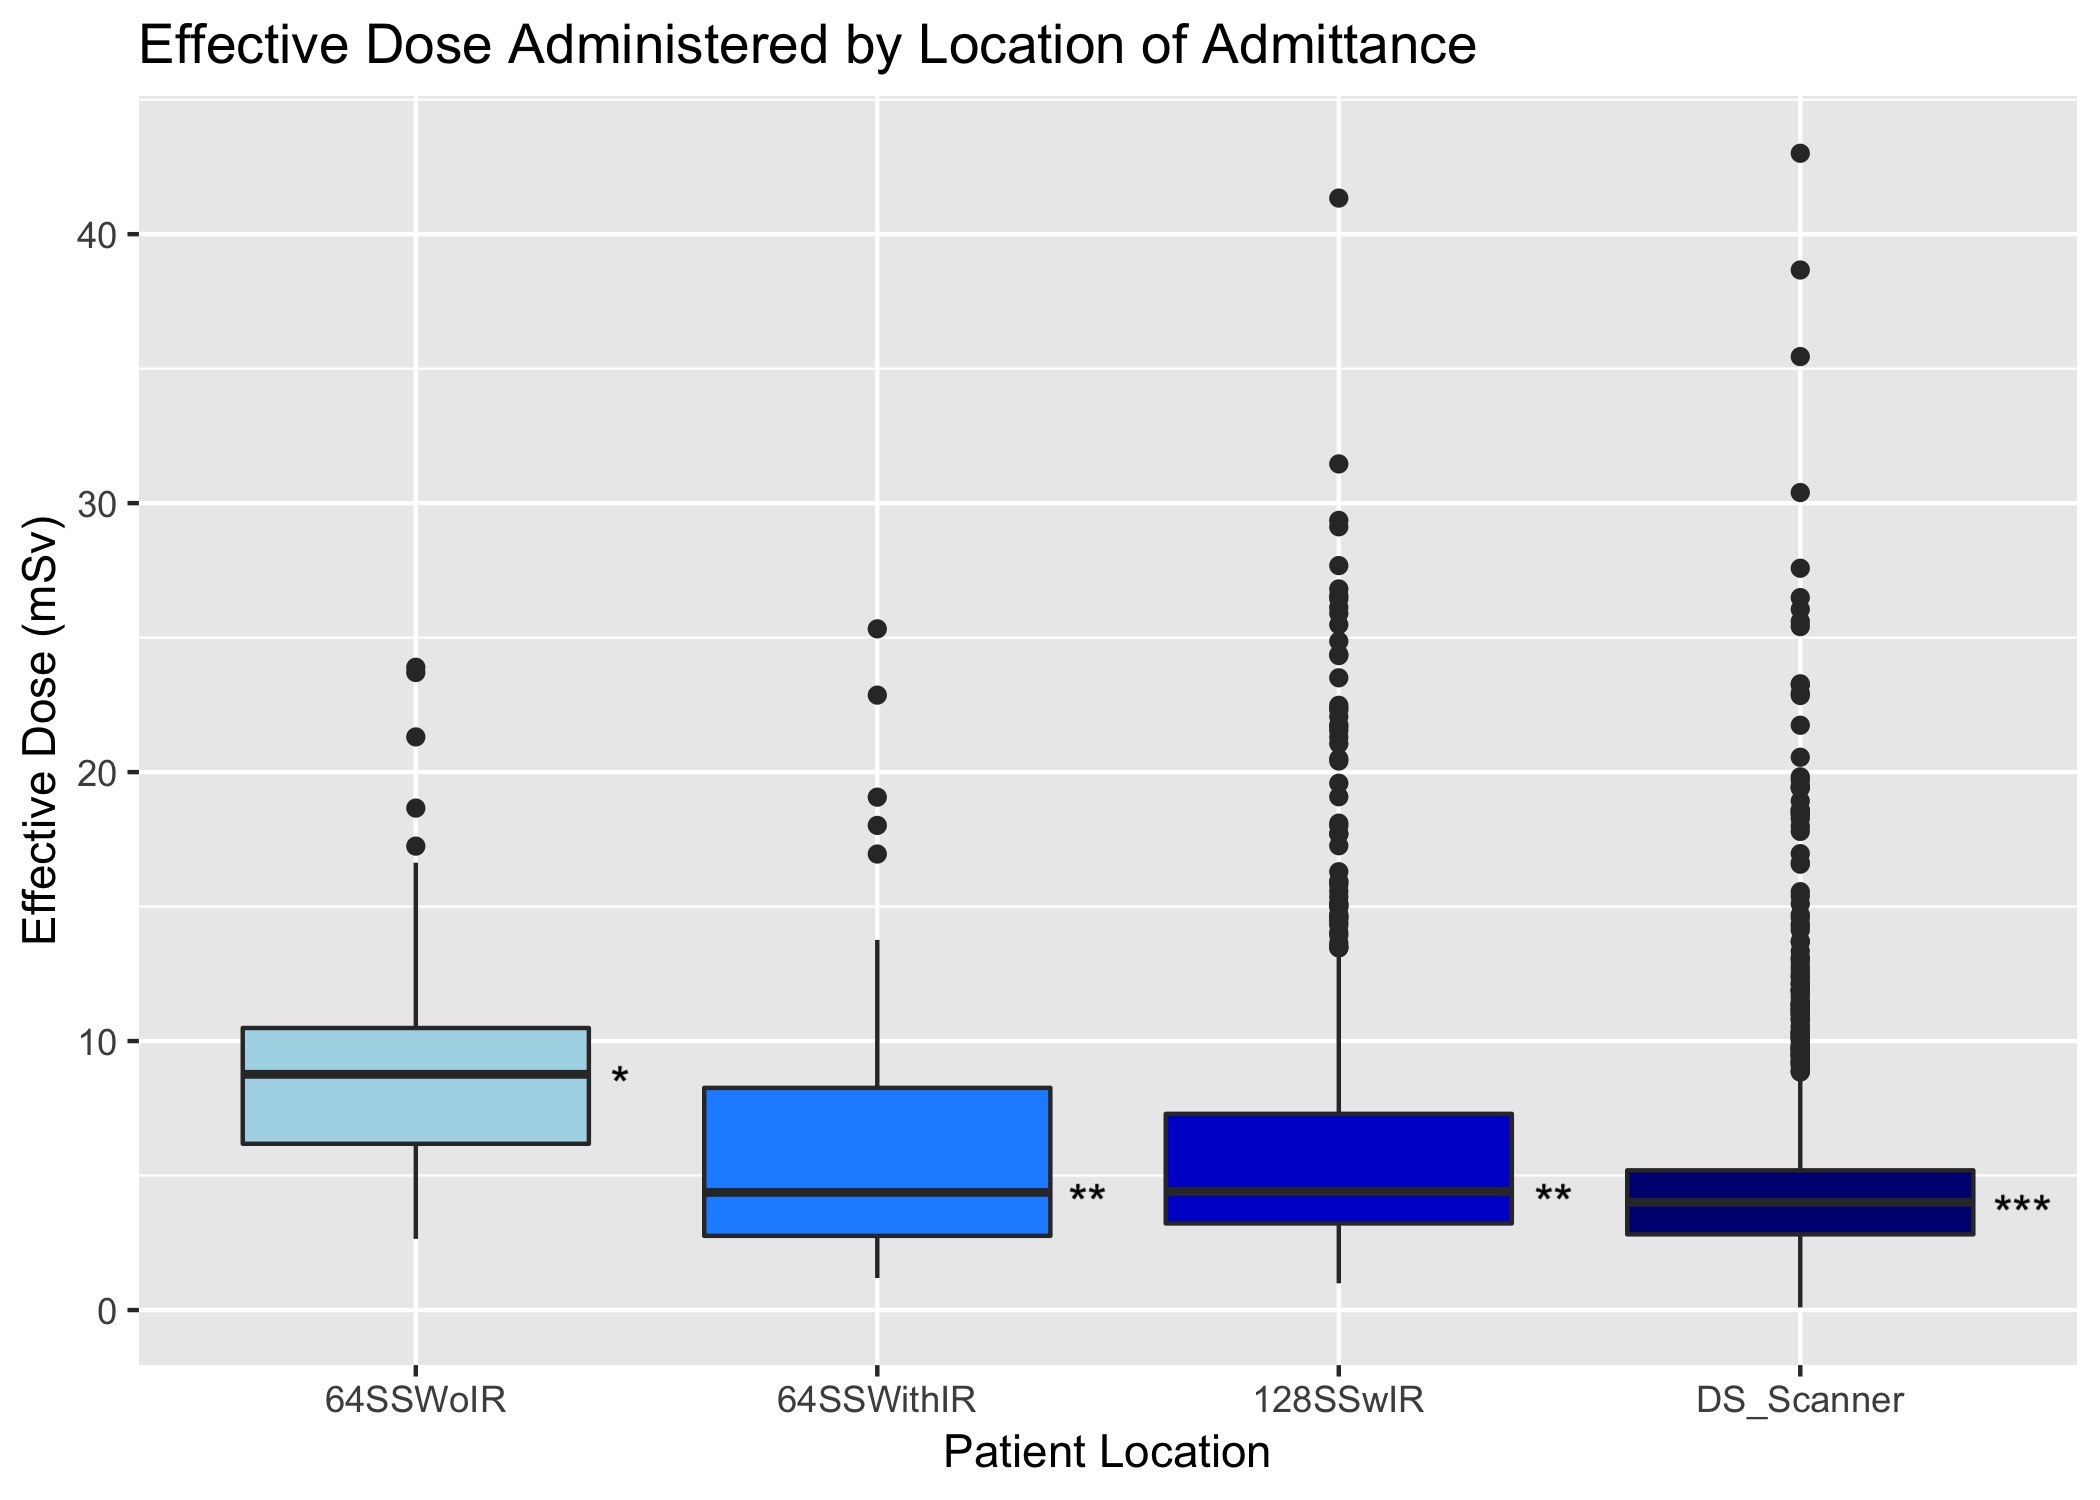 Effective Dose Administered by Location of Admittance
Effective Dose (mSv)
40
30
20
10
0
*
**
**
***
64SSWoIR
64SSWithIR
128SSwIR
DS_Scanner
Patient Location